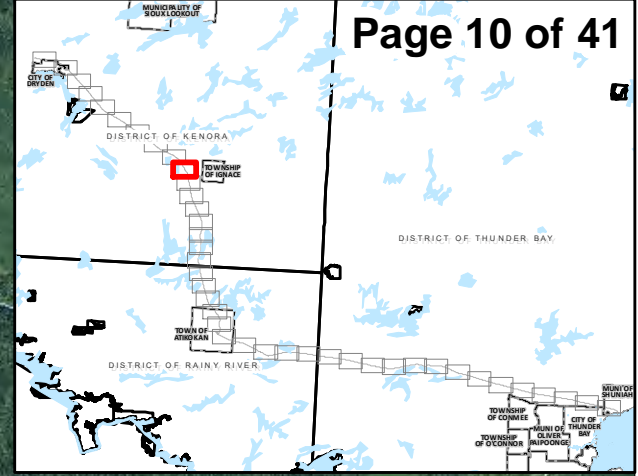 MUNICIPALITY OF
SIOUX LOOKOUT
Page 10 of 41
CITY OF
DRYDEN
DISTRICT OF KENORA
TOWNSHIP
OF IGNACE
DISTRICT OF THUNDER BAY
TOWN OF
ATIKOKAN
DISTRICT OF RAINY RIVER
MUNI OF
SHUNIAH
TOWNSHIP
OF CONMEE
CITY OF
THUNDER
BAY
MUNI OF
OLIVER
PAIPOONGE
TOWNSHIP
OF O'CONNOR